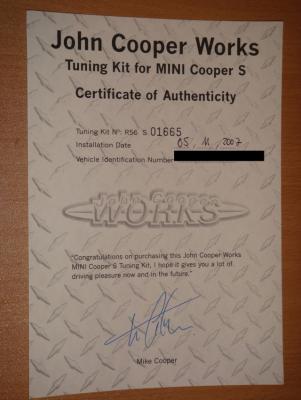 John Cooper Works
Tuning Kit for MINI Cooper S
Certificate of Authenticity
Tuning Kit Nº: R56 S 01665
Installation Date 05. 11. 2007
Vehicle Identification Number
John Cooper
WORKS
"Congratulations on purchasing this John Cooper Works
MINI Cooper S Tuning Kit, I hope it gives you a lot of
driving pleasure now and in the future."
Mike Cooper